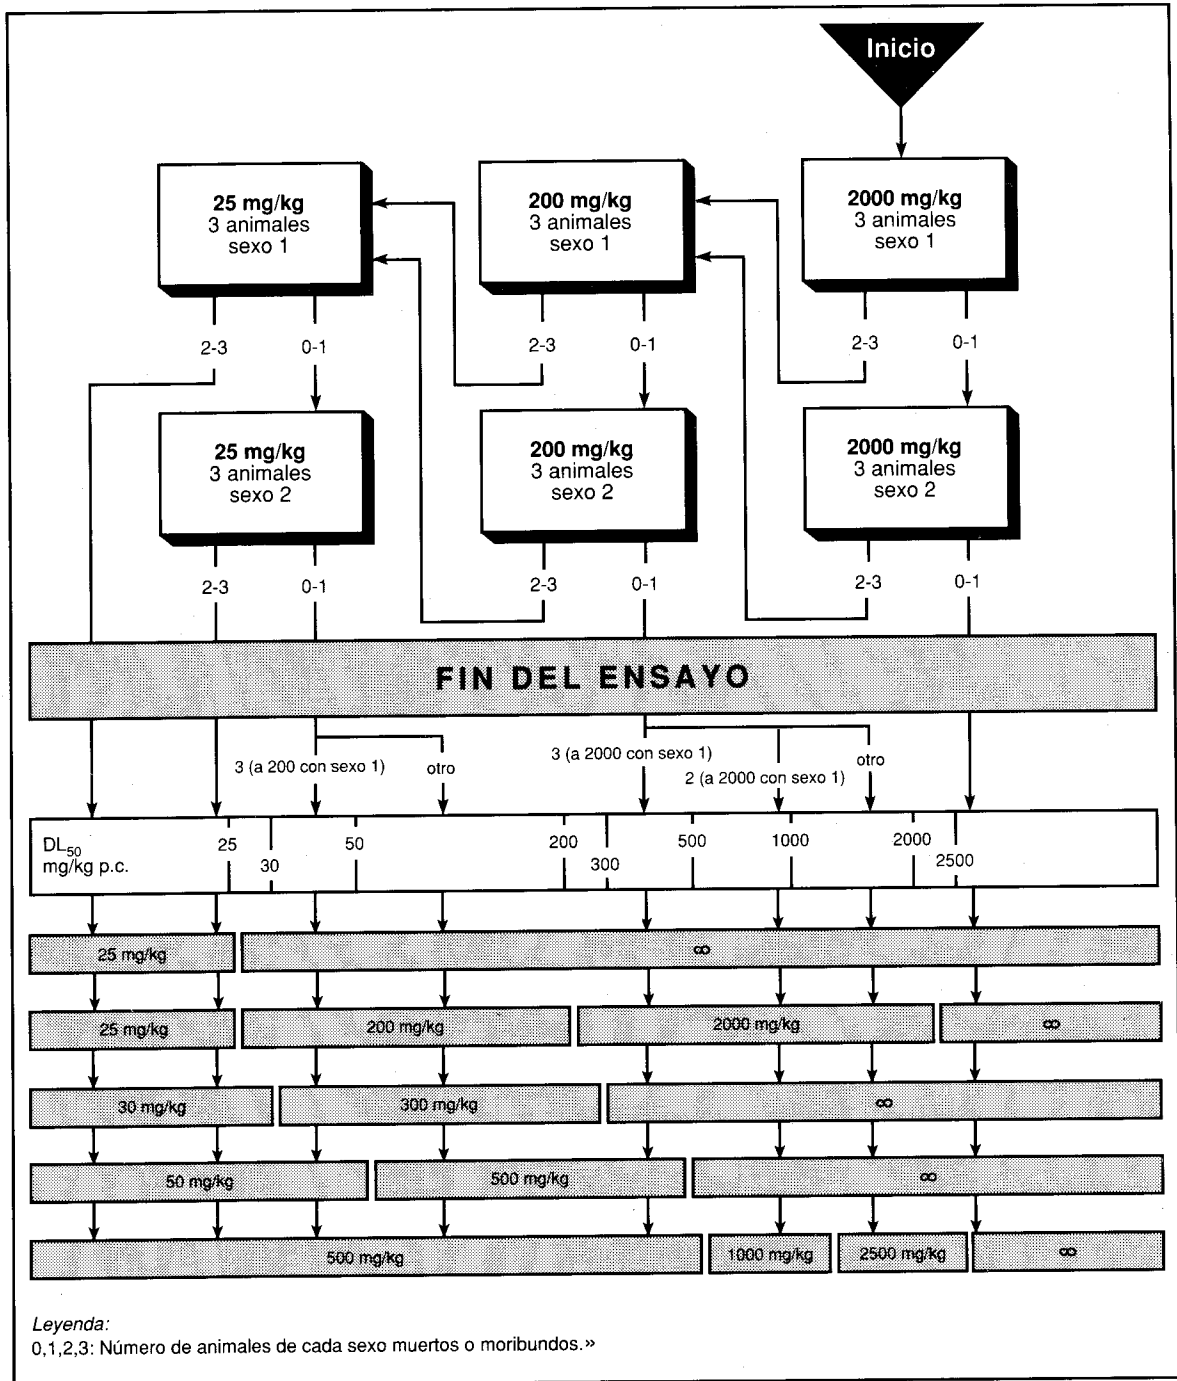 Inicio
25 mg/kg
3 animales
sexo 1
200 mg/kg
3 animales
sexo 1
2000 mg/kg
3 animales
sexo 1
2-3
0-1
2-3
0-1
2-3
0-1
25 mg/kg
3 animales
sexo 2
200 mg/kg
3 animales
sexo 2
2000 mg/kg
3 animales
sexo 2
2-3
0-1
2-3
0-1
2-3
0-1
FIN DEL ENSAYO
3 (a 200 con sexo 1)
otro
3 (a 2000 con sexo 1)
2 (a 2000 con sexo 1)
otro
DL₅₀
mg/kg p.c.
25
30
50
200
300
500
1000
2000
2500
25 mg/kg
∞
25 mg/kg
200 mg/kg
2000 mg/kg
∞
30 mg/kg
300 mg/kg
∞
50 mg/kg
500 mg/kg
∞
500 mg/kg
1000 mg/kg
2500 mg/kg
∞
Leyenda:
0,1,2,3: Número de animales de cada sexo muertos o moribundos.»